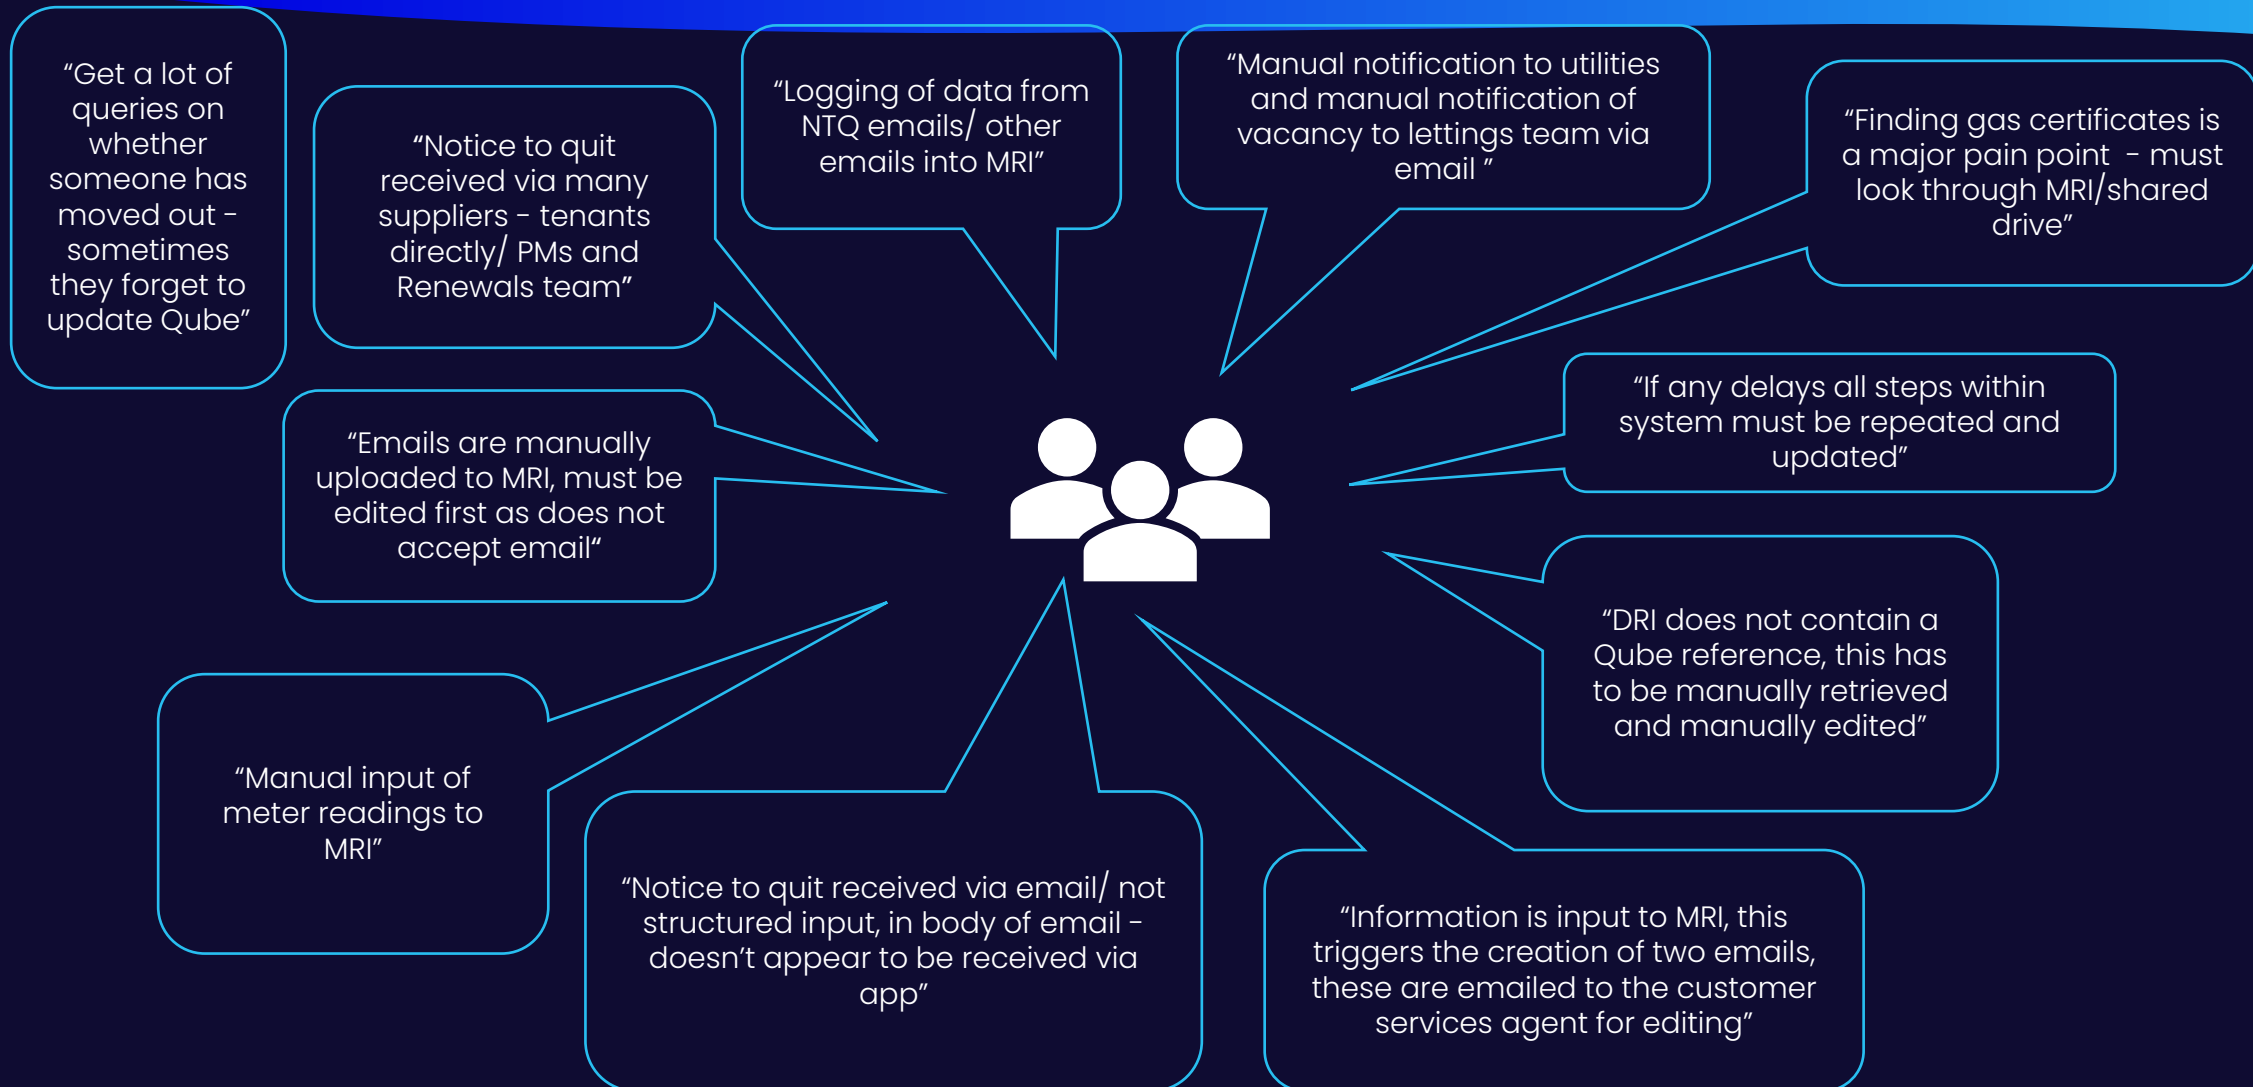 “Get a lot of
queries on
whether
someone has
moved out -
sometimes
they forget to
update Qube”
“Notice to quit
received via many
suppliers - tenants
directly/ PMs and
Renewals team”
“Logging of data from
NTQ emails/ other
emails into MRI”
“Manual notification to utilities
and manual notification of
vacancy to lettings team via
email ”
“Finding gas certificates is
a major pain point  - must
look through MRI/shared
drive”
“Emails are manually
uploaded to MRI, must be
edited first as does not
accept email“
“If any delays all steps within
system must be repeated and
updated”
“DRI does not contain a
Qube reference, this has
to be manually retrieved
and manually edited”
“Manual input of
meter readings to
MRI”
“Notice to quit received via email/ not
structured input, in body of email -
doesn’t appear to be received via
app”
“Information is input to MRI, this
triggers the creation of two emails,
these are emailed to the customer
services agent for editing”